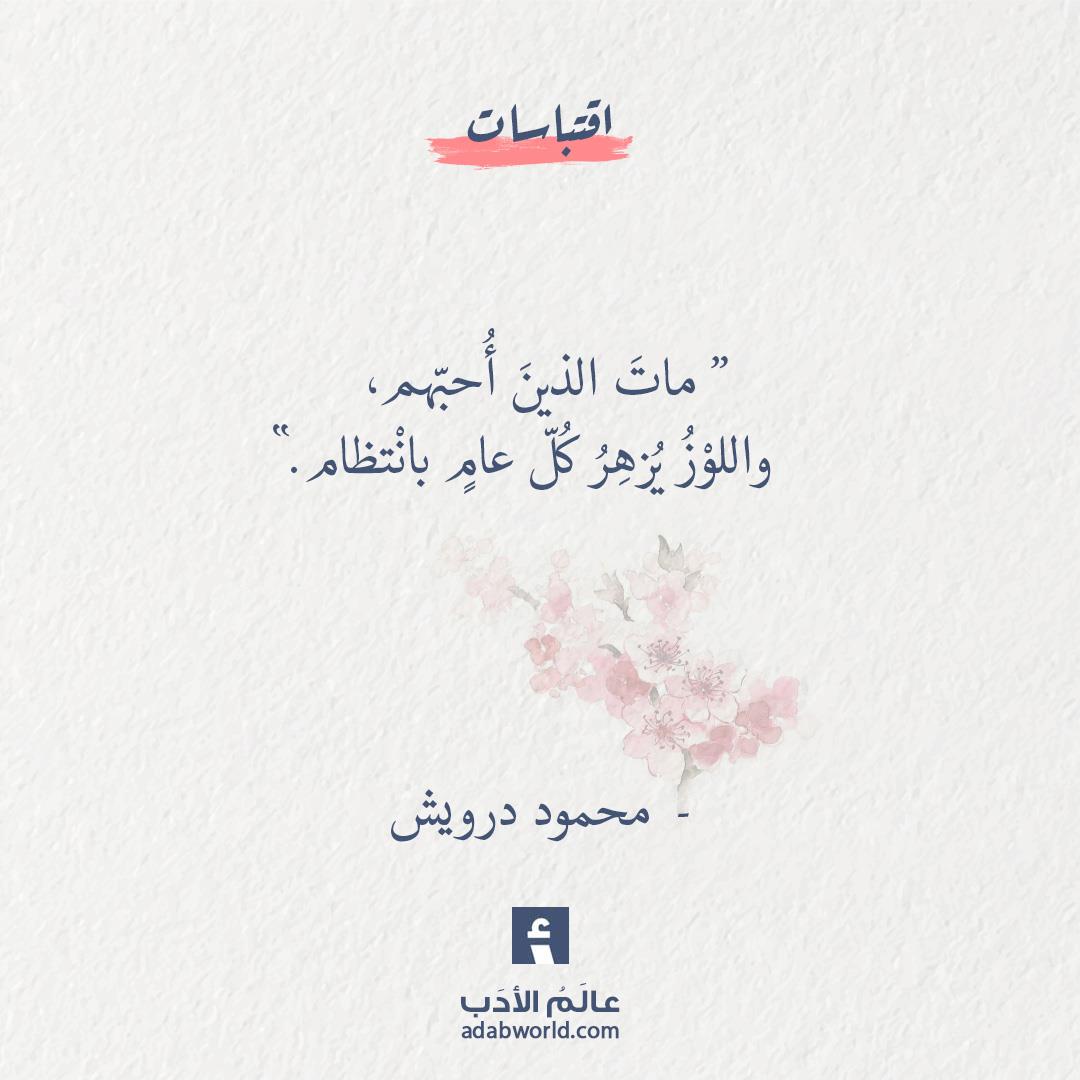 اقتباسات
” ماتَ الذينَ أُحبّهم،
واللوْزُ يُزهِرُ كُلّ عامٍ بانْتظام.“
- محمود درويش
أ
عالَمُ الأدَب
adabworld.com